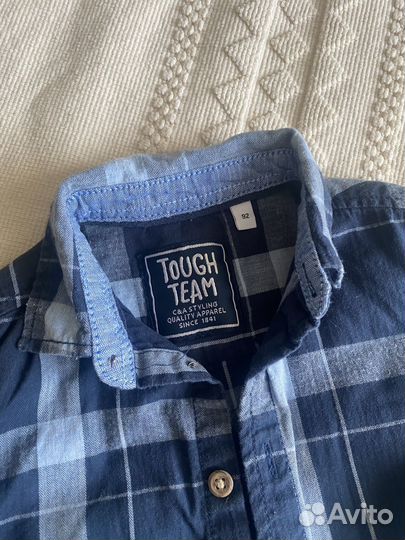 92
TOUGH
TEAM
C&A STYLING
QUALITY APPAREL
SINCE 1841
Avito